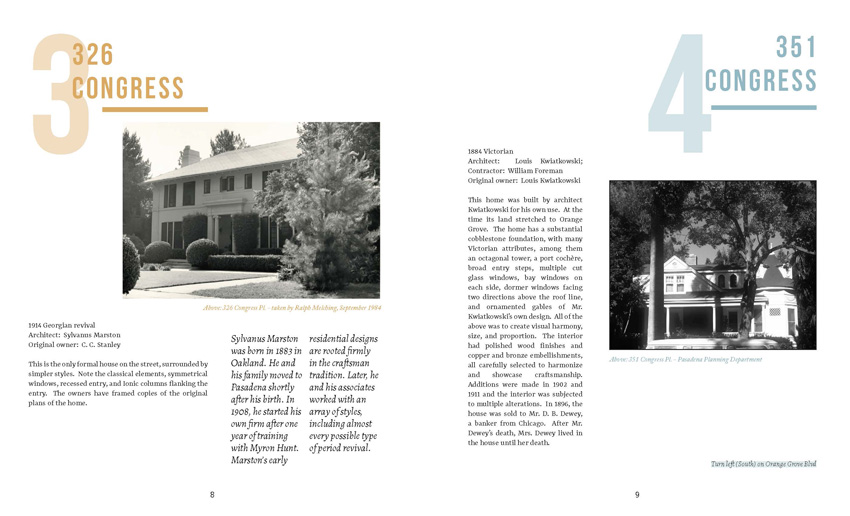 3
326
CONGRESS
Above: 326 Congress Pl. - taken by Ralph Melching, September 1984
1914 Georgian revival
Architect: Sylvanus Marston
Original owner: C. C. Stanley
This is the only formal house on the street, surrounded by
simpler styles. Note the classical elements, symmetrical
windows, recessed entry, and Ionic columns flanking the
entry. The owners have framed copies of the original
plans of the home.
Sylvanus Marston
was born in 1883 in
Oakland. He and
his family moved to
Pasadena shortly
after his birth. In
1908, he started his
own firm after one
year of training
with Myron Hunt.
Marston's early
residential designs
are rooted firmly
in the craftsman
tradition. Later, he
and his associates
worked with an
array of styles,
including almost
every possible type
of period revival.
8
4
351
CONGRESS
1884 Victorian
Architect: Louis Kwiatkowski;
Contractor: William Foreman
Original owner: Louis Kwiatkowski
This home was built by architect
Kwiatkowski for his own use. At the
time its land stretched to Orange
Grove. The home has a substantial
cobblestone foundation, with many
Victorian attributes, among them
an octagonal tower, a port cochère,
broad entry steps, multiple cut
glass windows, bay windows on
each side, dormer windows facing
two directions above the roof line,
and ornamented gables of Mr.
Kwiatkowski's own design. All of the
above was to create visual harmony,
size, and proportion. The interior
had polished wood finishes and
copper and bronze embellishments,
all carefully selected to harmonize
and showcase craftsmanship.
Additions were made in 1902 and
1911 and the interior was subjected
to multiple alterations. In 1896, the
house was sold to Mr. D. B. Dewey,
a banker from Chicago. After Mr.
Dewey's death, Mrs. Dewey lived in
the house until her death.
Above: 351 Congress Pl. - Pasadena Planning Department
Turn left (South) on Orange Grove Blvd
9